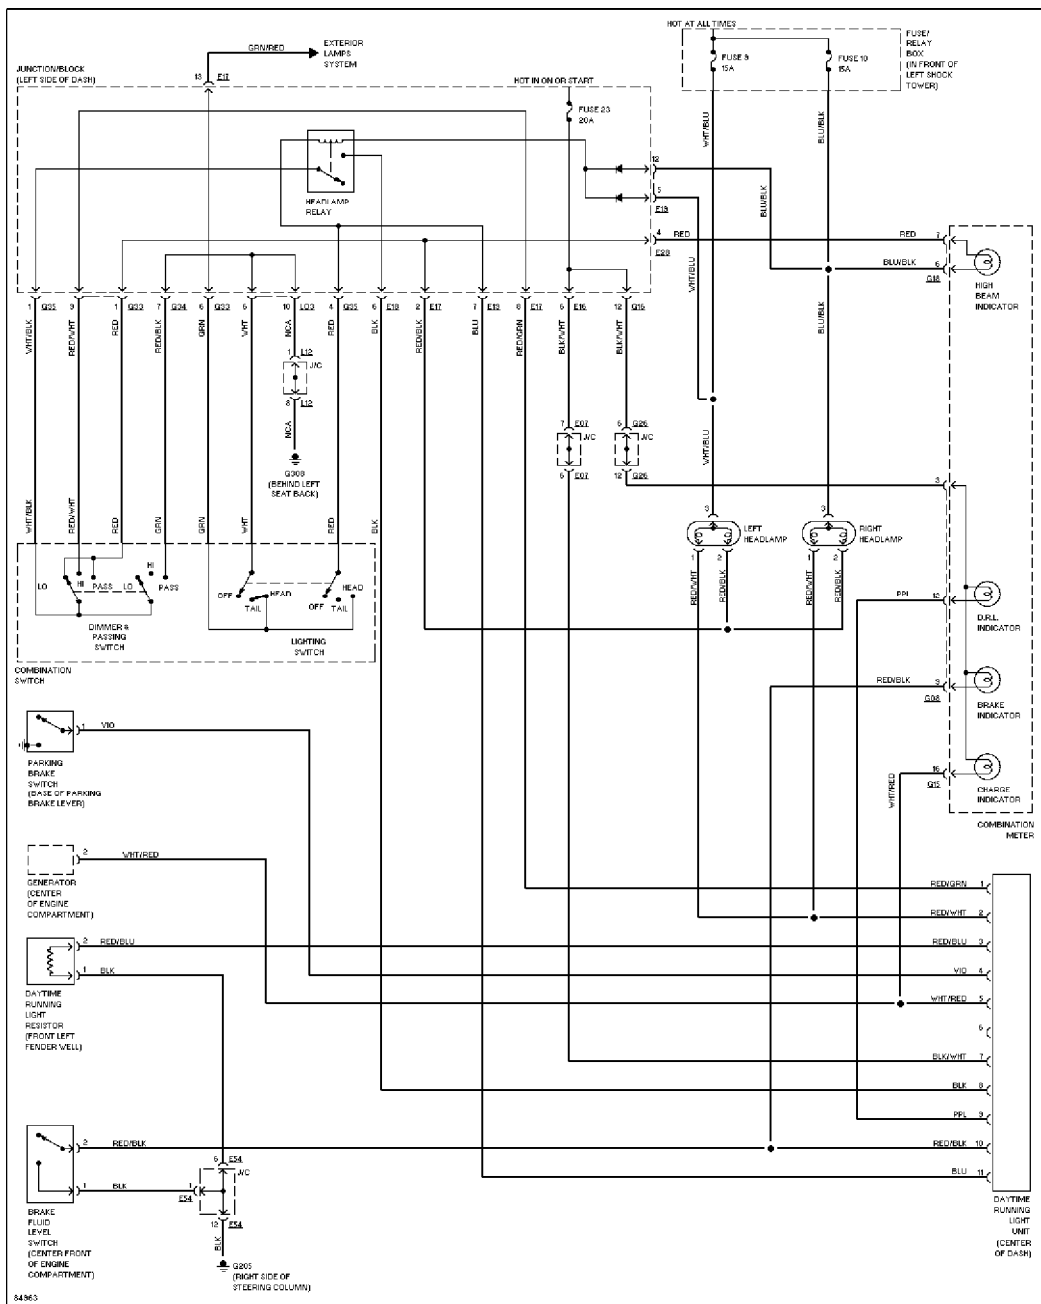 HOT AT ALL TIMES
FUSE/
RELAY
BOX
(IN FRONT OF
LEFT SHOCK
TOWER)
FUSE 9
15A
FUSE 10
15A
GRN/RED
EXTERIOR
LAMPS
SYSTEM
JUNCTION/BLOCK
(LEFT SIDE OF DASH)
13 E17
HOT IN ON OR START
FUSE 23
20A
WHT/BLU
BLU/BLK
HEADLAMP
RELAY
12
5
E19
BLU/BLK
4
E28
RED
RED
7
WHT/BLU
BLU/BLK
6
G18
BLU/BLK
HIGH
BEAM
INDICATOR
1 G35
9
1 G33
7 G34
6 G33
5
10 L03
4 G35
6 E18
2 E17
7 E19
8 E17
6 E16
12 G16
WHT/BLK
RED/WHT
RED
RED/BLK
GRN
WHT
NCA
RED
BLK
RED/BLK
BLU
RED/GRN
BLK/WHT
BLK/WHT
1 L12
J/C
8 L12
NCA
G308
(BEHIND LEFT
SEAT BACK)
7 E07
J/C
6 E07
6 G26
J/C
12 G26
WHT/BLU
3
WHT/BLK
RED/WHT
RED
GRN
GRN
WHT
RED
BLK
3
LEFT
HEADLAMP
3
RIGHT
HEADLAMP
1
2
1
2
RED/WHT
RED/BLK
RED/WHT
RED/BLK
LO
HI
PASS
LO
HI
PASS
DIMMER &
PASSING
SWITCH
OFF
TAIL
HEAD
OFF
TAIL
HEAD
LIGHTING
SWITCH
COMBINATION
SWITCH
PPL
13
D.R.L.
INDICATOR
RED/BLK
3
G08
BRAKE
INDICATOR
1
VIO
PARKING
BRAKE
SWITCH
(BASE OF PARKING
BRAKE LEVER)
WHT/RED
16
G15
CHARGE
INDICATOR
COMBINATION
METER
2
WHT/RED
GENERATOR
(CENTER
OF ENGINE
COMPARTMENT)
RED/GRN 1
RED/WHT 2
RED/BLU 3
VIO 4
WHT/RED 5
6
BLK/WHT 7
BLK 8
PPL 9
RED/BLK 10
BLU 11
2 RED/BLU
1 BLK
DAYTIME
RUNNING
LIGHT
RESISTOR
(FRONT LEFT
FENDER WELL)
2 RED/BLK
1 BLK
BRAKE
FLUID
LEVEL
SWITCH
(CENTER FRONT
OF ENGINE
COMPARTMENT)
6 E54
J/C
1
E54
12 E54
BLK
G205
(RIGHT SIDE OF
STEERING COLUMN)
DAYTIME
RUNNING
LIGHT
UNIT
(CENTER
OF DASH)
84963